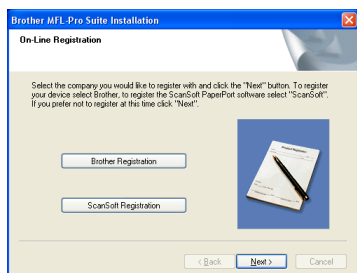 Brother MFL-Pro Suite Installation
On-Line Registration
Select the company you would like to register with and click the "Next" button. To register
your device select Brother, to register the ScanSoft PaperPort software select "ScanSoft".
If you prefer not to register at this time click "Next".
Brother Registration
ScanSoft Registration
< Back
Next >
Cancel